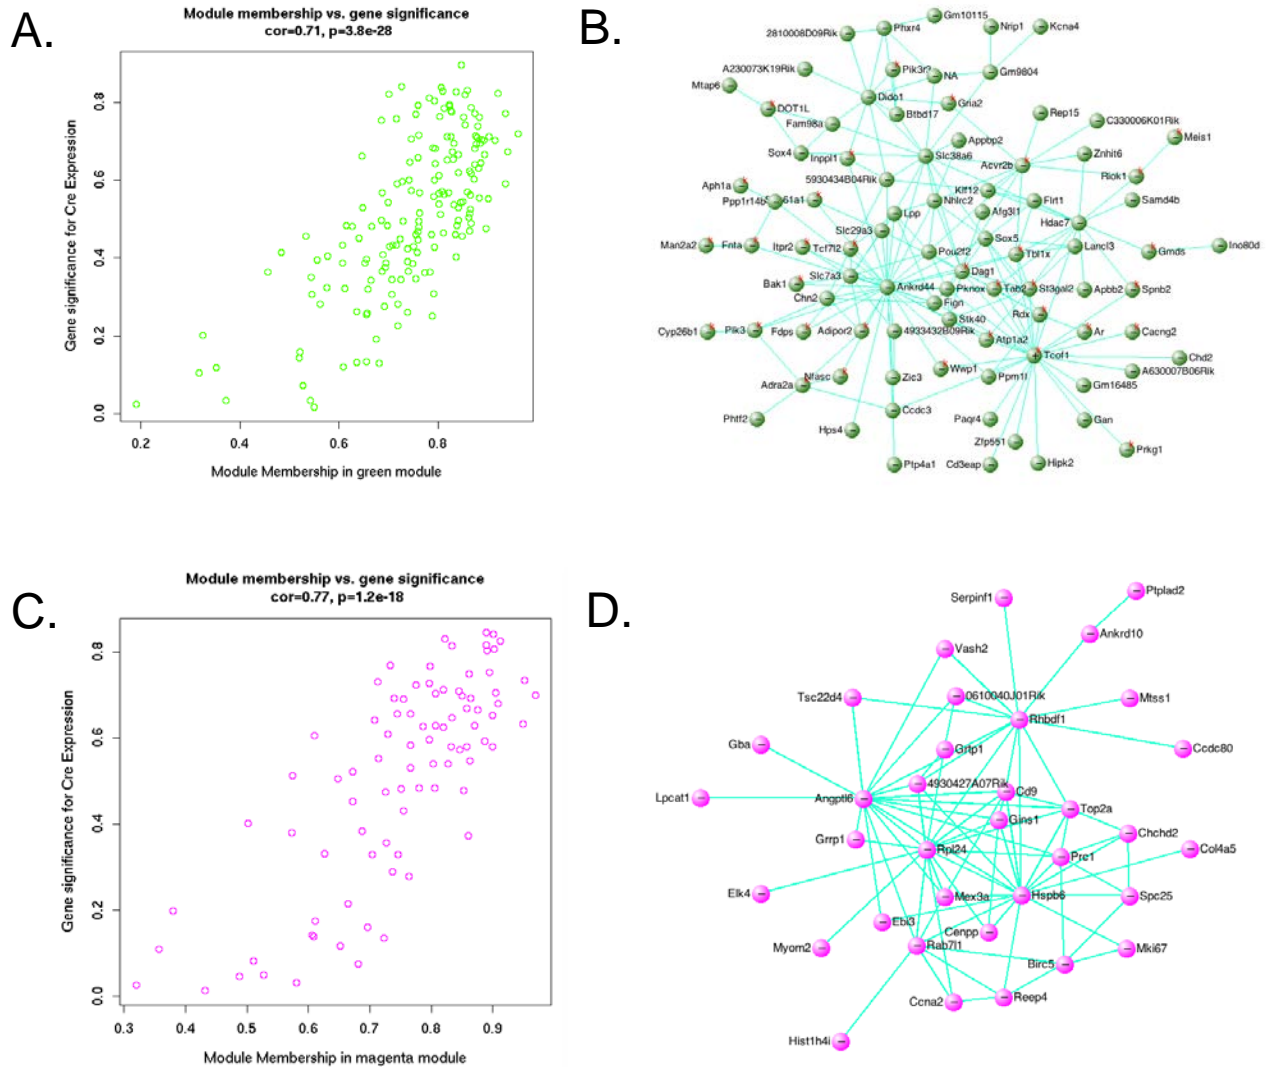 A.
Module membership vs. gene significance
cor=0.71, p=3.8e-28
Gene significance for Cre Expression
0.0
0.2
0.4
0.6
0.8
0.2
0.4
0.6
0.8
Module Membership in green module
B.
Gm10115
2810008D09Rik
Phxr4
Nrip1
Kcna4
A230073K19Rik
Pik3r3
NA
Gm9804
Mtap6
Dido1
Gria2
DOT1L
Btbd17
Rep15
C330006K01Rik
Fam98a
Meis1
Appbp2
Sox4
Inppl1
Slc38a6
Acvr2b
Znhit6
Riok1
5930434B04Rik
Aph1a
Klf12
Ppp1r14b
61a1
Nhlrc2
Flrt1
Samd4b
Lpp
Afg3l1
Hdac7
Slc29a3
Man2a2
Fnta
Itpr2
Tcf7l2
Sox5
Lancl3
Ino80d
Pou2f2
Tbl1x
Gmds
Slc7a3
Dag1
Bak1
Ankrd44
Pknox
Tab2
St3gal2
Apbb2
Spnb2
Chn2
Fign
Stk40
Rdx
Cyp26b1
Plk3
Fdps
Adipor2
4933432B09Rik
Atp1a2
Ar
Cacng2
Tcof1
Chd2
Wwp1
A630007B06Rik
Adra2a
Nfasc
Zic3
Ppm1l
Gm16485
Phtf2
Ccdc3
Paqr4
Gan
Hps4
Zfp551
Prkg1
Ptp4a1
Cd3eap
Hipk2
C.
Module membership vs. gene significance
cor=0.77, p=1.2e-18
Gene significance for Cre Expression
0.0
0.2
0.4
0.6
0.8
0.3
0.4
0.5
0.6
0.7
0.8
0.9
Module Membership in magenta module
D.
Serpinf1
Ptplad2
Ankrd10
Vash2
Tsc22d4
0610040J01Rik
Mtss1
Rhbdf1
Gba
Grtp1
Ccdc80
4930427A07Rik
Cd9
Lpcat1
Angptl6
Top2a
Gins1
Chchd2
Grrp1
Rpl24
Prc1
Col4a5
Elk4
Mex3a
Hspb6
Spc25
Ebi3
Cenpp
Myom2
Rab7l1
Mki67
Birc5
Ccna2
Reep4
Hist1h4i